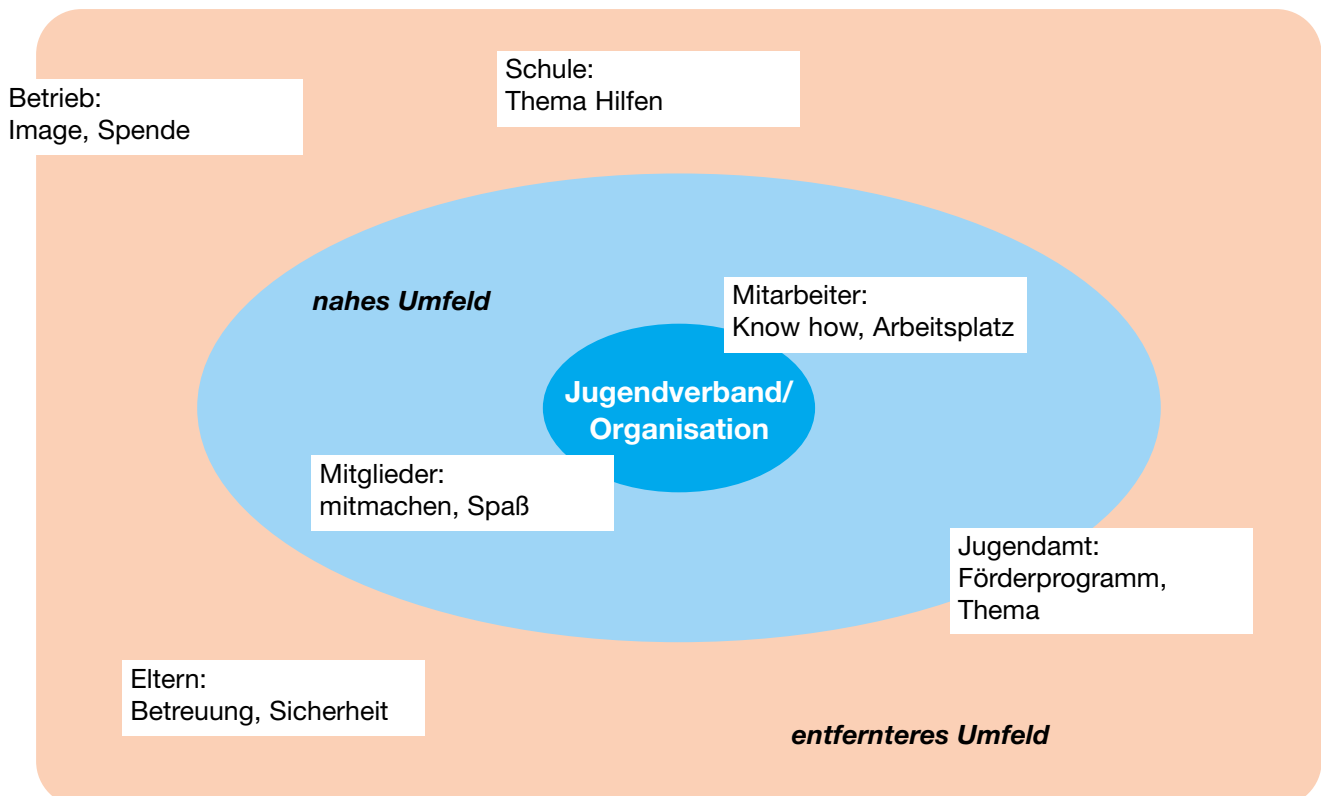 Schule:
Thema Hilfen
Betrieb:
Image, Spende
nahes Umfeld
Mitarbeiter:
Know how, Arbeitsplatz
Jugendverband/
Organisation
Mitglieder:
mitmachen, Spaß
Jugendamt:
Förderprogramm,
Thema
Eltern:
Betreuung, Sicherheit
entfernteres Umfeld